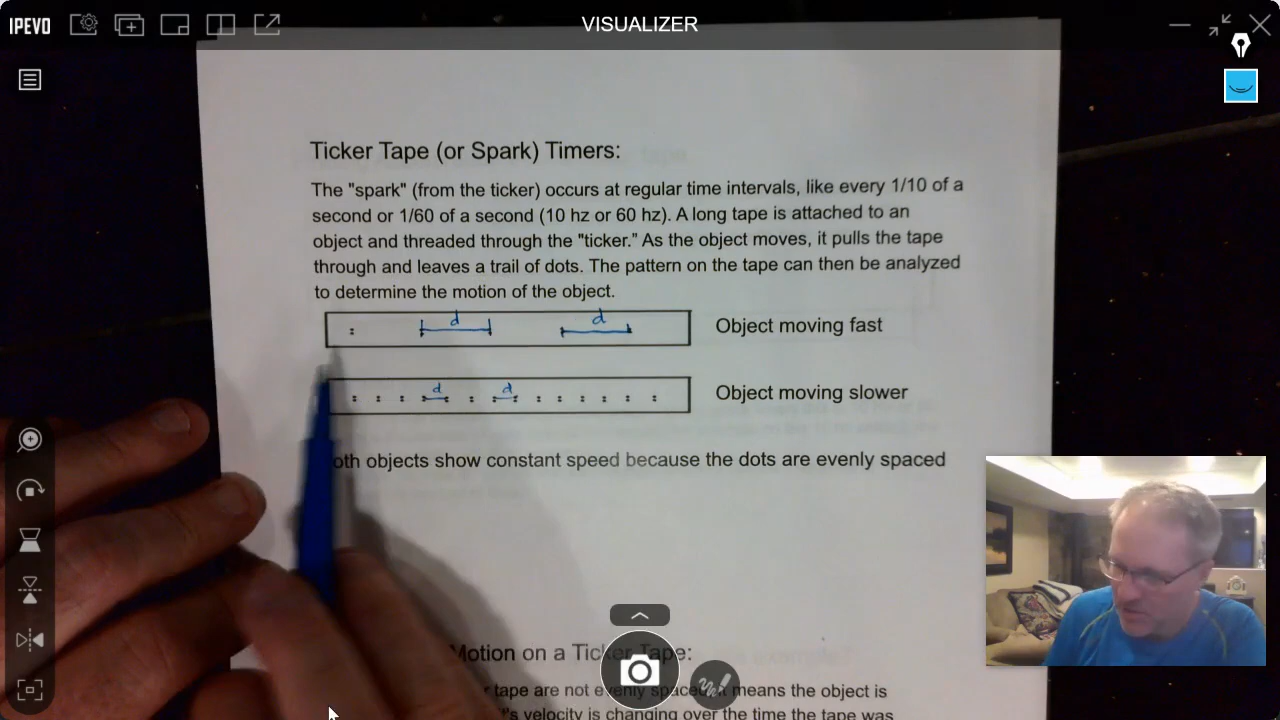 IPEVO
VISUALIZER
Ticker Tape (or Spark) Timers:
The "spark" (from the ticker) occurs at regular time intervals, like every 1/10 of a
second or 1/60 of a second (10 hz or 60 hz). A long tape is attached to an
object and threaded through the "ticker." As the object moves, it pulls the tape
through and leaves a trail of dots. The pattern on the tape can then be analyzed
to determine the motion of the object.
d d Object moving fast
d d Object moving slower
oth objects show constant speed because the dots are evenly spaced
Motion on a Ticker Tape:
tape are not evenly spaced means the object is
velocity is changing over the time the tape was